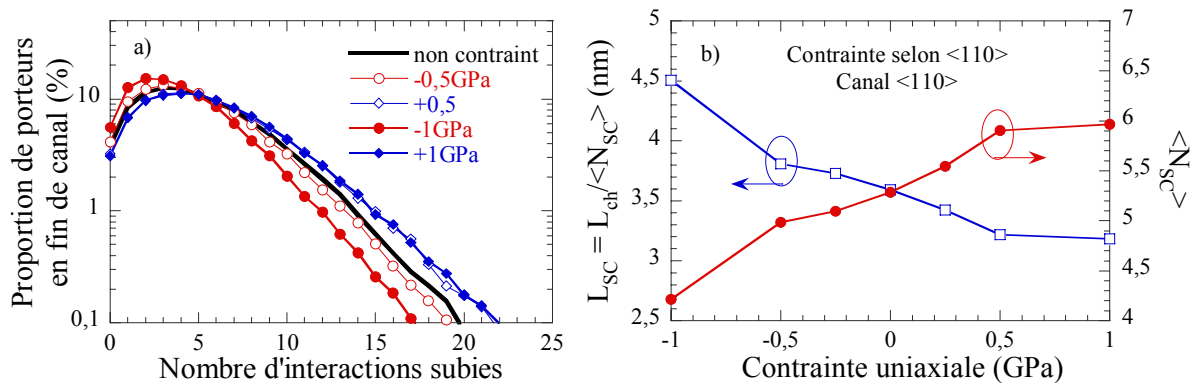 a)
non contraint
-0,5GPa
+0,5
-1GPa
+1GPa
Proportion de porteurs
en fin de canal (%)
10
1
0,1
0 5 10 15 20 25
Nombre d'interactions subies
b)
Contrainte selon <110>
Canal <110>
L_SC = L_ch/<N_SC> (nm)
5
4,5
4
3,5
3
2,5
7
6,5
6
5,5
5
4,5
4
<N_SC>
-1 -0,5 0 0,5 1
Contrainte uniaxiale (GPa)